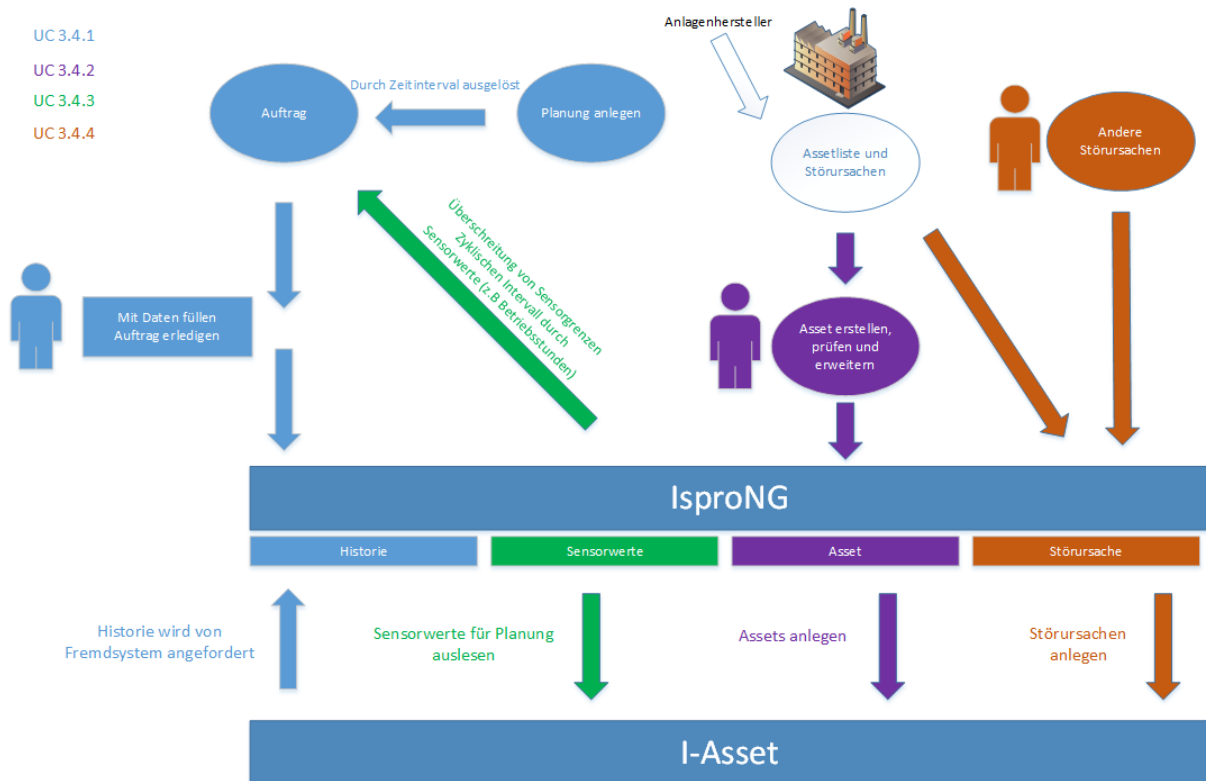 UC 3.4.1
UC 3.4.2
UC 3.4.3
UC 3.4.4
Anlagenhersteller
Auftrag
Durch Zeitinterval ausgelöst
Planung anlegen
Assetliste und
Störursachen
Andere
Störursachen
Überschreitung von Sensorgrenzen
Zyklischen Intervall durch
Sensorwerte (z.B Betriebsstunden)
Mit Daten füllen
Auftrag erledigen
Asset erstellen,
prüfen und
erweitern
IsproNG
Historie
Sensorwerte
Asset
Störursache
Historie wird von
Fremdsystem angefordert
Sensorwerte für Planung
auslesen
Assets anlegen
Störursachen
anlegen
I-Asset